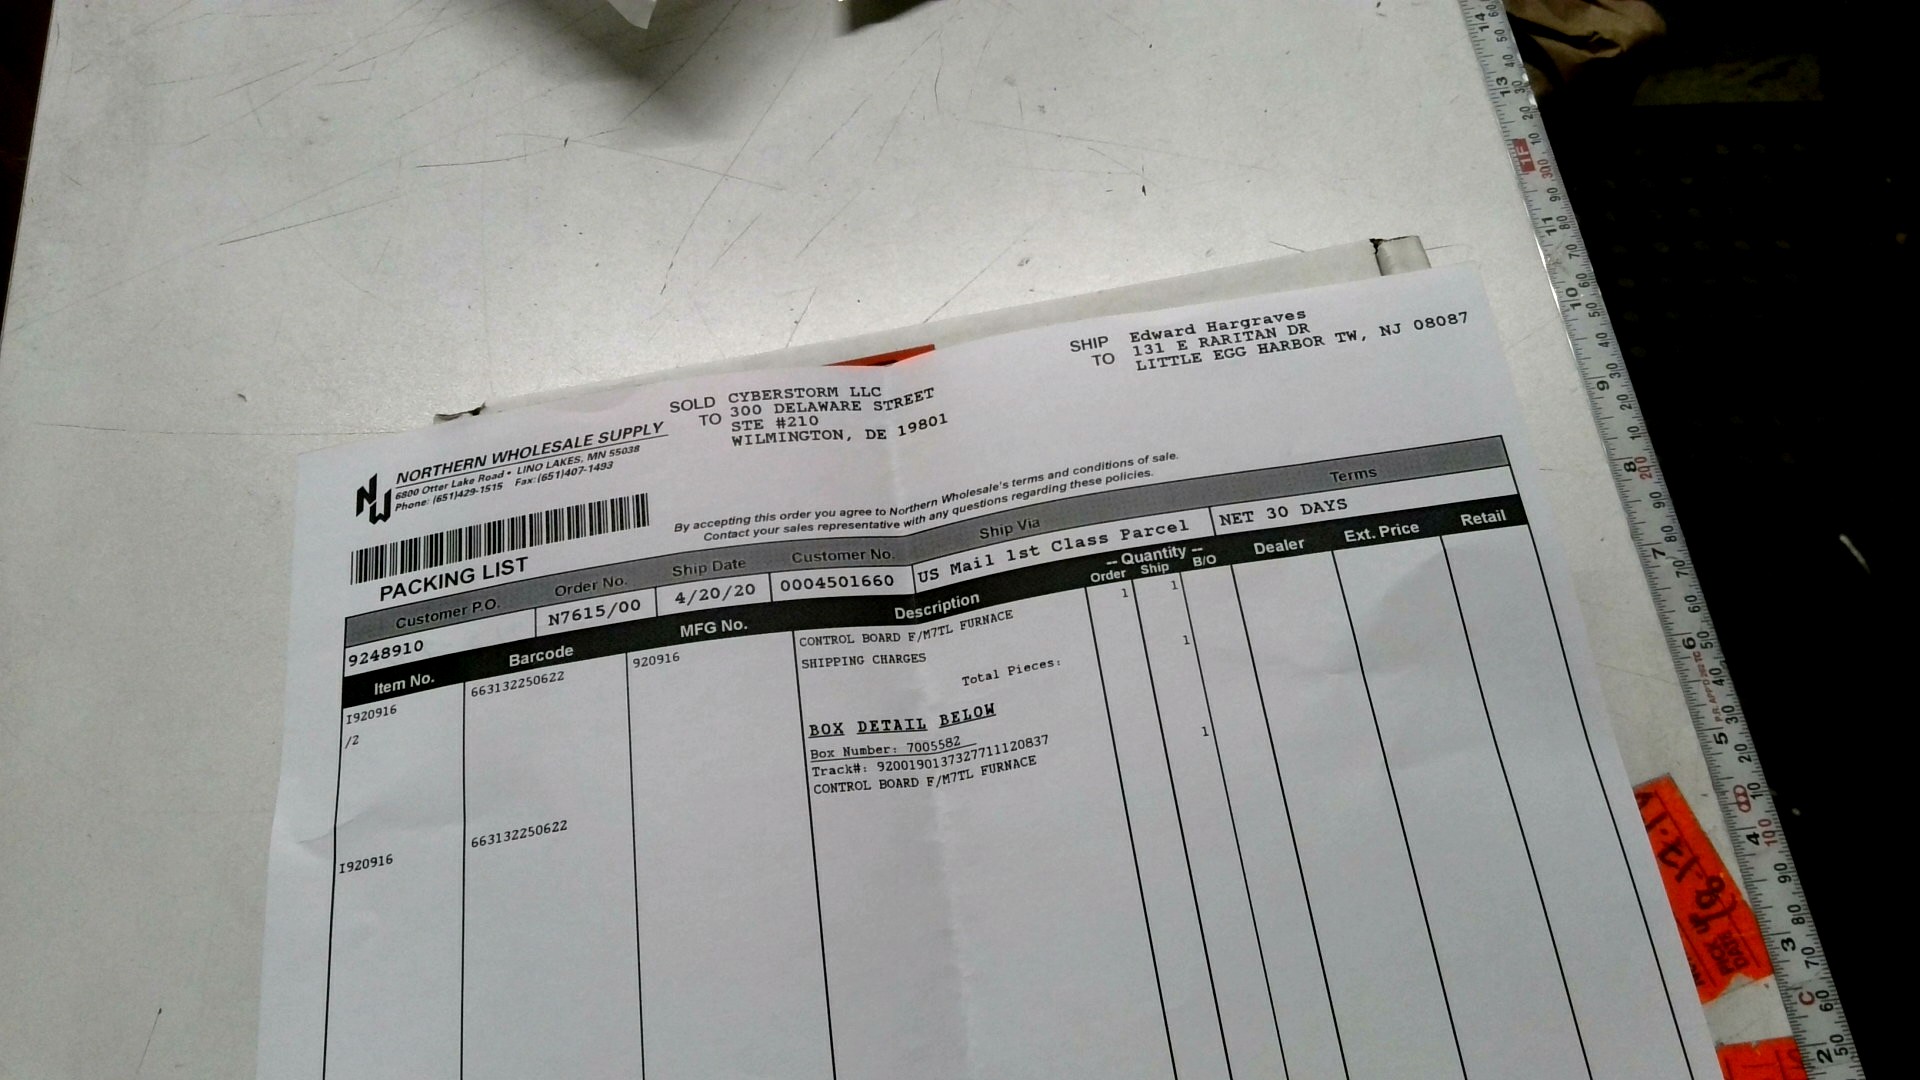 SHIP TO
Edward Hargraves
131 E RARITAN DR
LITTLE EGG HARBOR TW, NJ 08087
SOLD TO
CYBERSTORM LLC
300 DELAWARE STREET
STE #210
WILMINGTON, DE 19801
NW
NORTHERN WHOLESALE SUPPLY
6800 Otter Lake Road • LINO LAKES, MN 55038
Phone: (651)429-1515 Fax: (651)407-1493
By accepting this order you agree to Northern Wholesale's terms and conditions of sale.
Contact your sales representative with any questions regarding these policies.
PACKING LIST
Customer P.O. Order No. Ship Date Customer No. Ship Via Terms
9248910 N7615/00 4/20/20 0004501660 US Mail 1st Class Parcel NET 30 DAYS
Item No. Barcode MFG No. Description -- Quantity -- Order Ship B/O Dealer Ext. Price Retail
I920916 663132250622 920916 CONTROL BOARD F/M7TL FURNACE 1 1
/2 SHIPPING CHARGES
Total Pieces: 1
BOX DETAIL BELOW
Box Number: 7005582
Track#: 9200190137327711120837
I920916 663132250622 CONTROL BOARD F/M7TL FURNACE 1